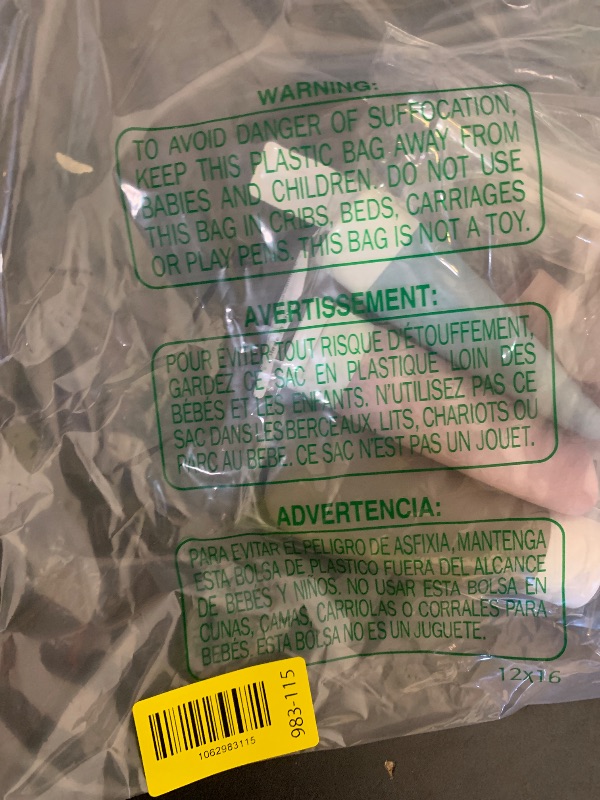 WARNING:
TO AVOID DANGER OF SUFFOCATION,
KEEP THIS PLASTIC BAG AWAY FROM
BABIES AND CHILDREN. DO NOT USE
THIS BAG IN CRIBS, BEDS, CARRIAGES
OR PLAY PENS. THIS BAG IS NOT A TOY.
AVERTISSEMENT:
POUR ÉVITER TOUT RISQUE D'ÉTOUFFEMENT,
GARDEZ CE SAC EN PLASTIQUE LOIN DES
BEBÉS ET LES ENFANTS. N'UTILISEZ PAS CE
SAC DANS LES BERCEAUX, LITS, CHARIOTS OU
PARC AU BEBE. CE SAC N'EST PAS UN JOUET.
ADVERTENCIA:
PARA EVITAR EL PELIGRO DE ASFIXIA, MANTENGA
ESTA BOLSA DE PLASTICO FUERA DEL ALCANCE
DE BEBES Y NIÑOS. NO USAR ESTA BOLSA EN
CUNAS, CAMAS, CARRIOLAS O CORRALES PARA
BEBÉS, ESTA BOLSA NO ES UN JUGUETE.
12x16
983-115
1062983115